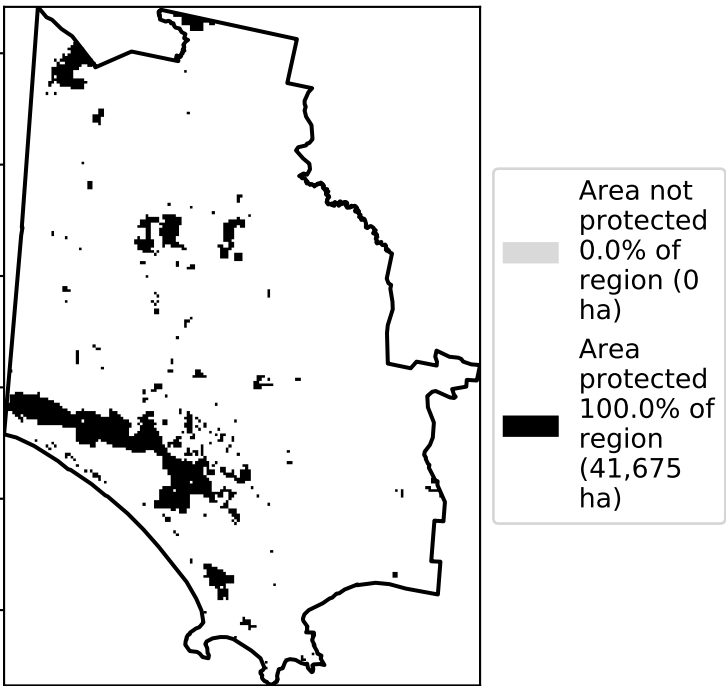 Area not
protected
0.0% of
region (0
ha)
Area
protected
100.0% of
region
(41,675
ha)